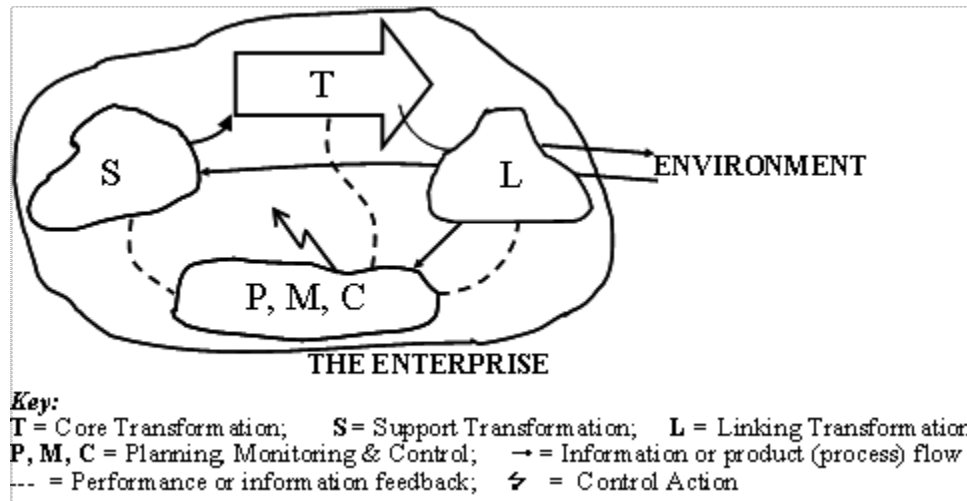 T
S
L
ENVIRONMENT
P, M, C
THE ENTERPRISE
Key:
T = Core Transformation; S = Support Transformation; L = Linking Transformation
P, M, C = Planning, Monitoring & Control; → = Information or product (process) flow
--- = Performance or information feedback; = Control Action